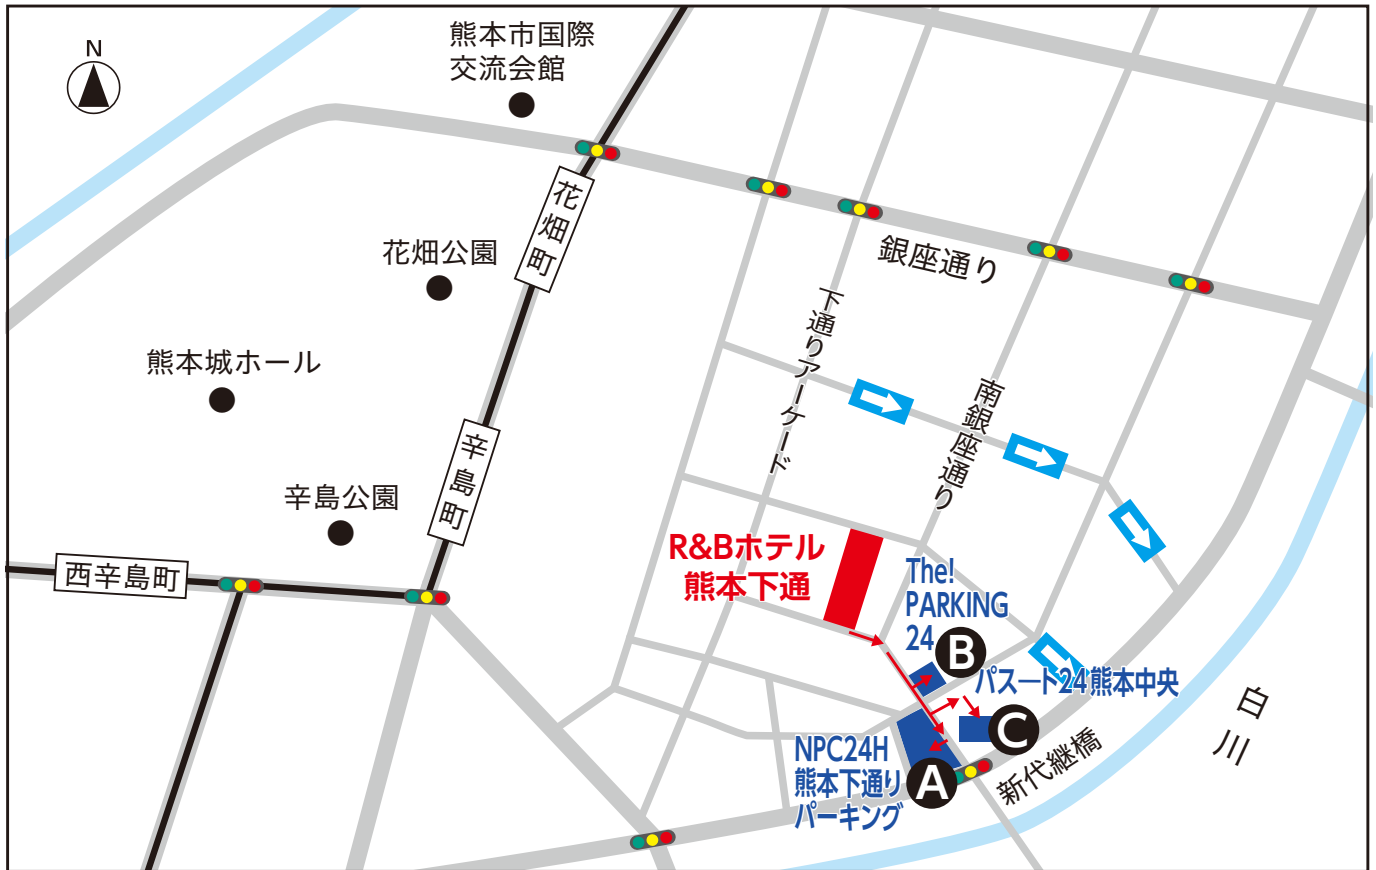 N
熊本市国際
交流会館
花畑町
花畑公園
銀座通り
下通りアーケード
熊本城ホール
南銀座通り
辛島町
辛島公園
西辛島町
R&Bホテル
熊本下通
The!
PARKING
24
B
パスート24熊本中央
C
白川
新代継橋
NPC24H
熊本下通り
パーキング
A